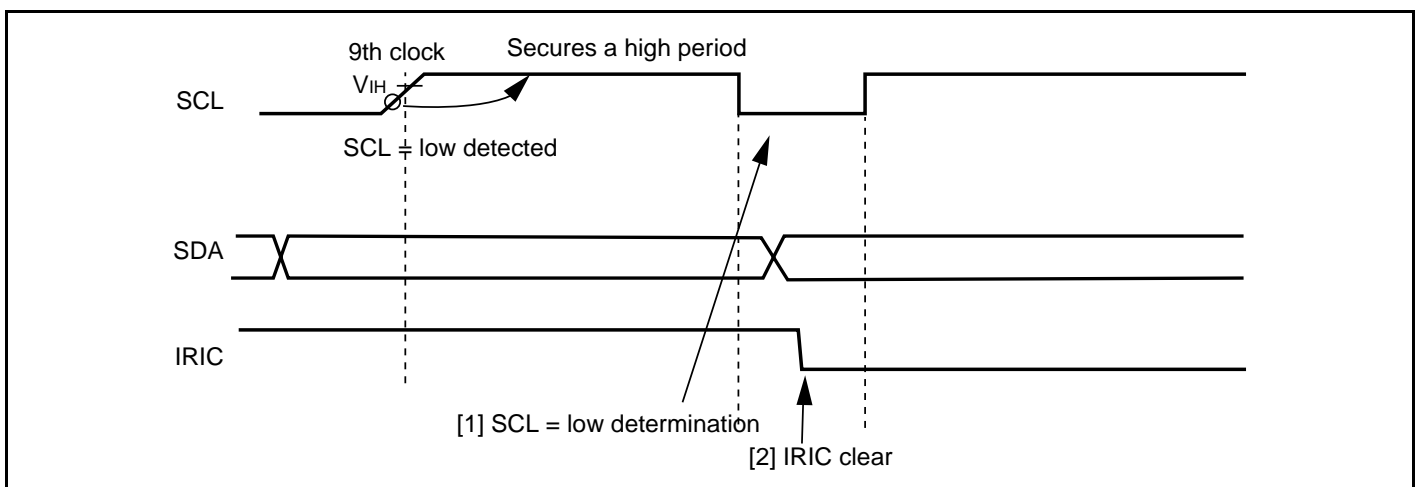 9th clock
Secures a high period
VIH
SCL
SCL = low detected
SDA
IRIC
[1] SCL = low determination
[2] IRIC clear